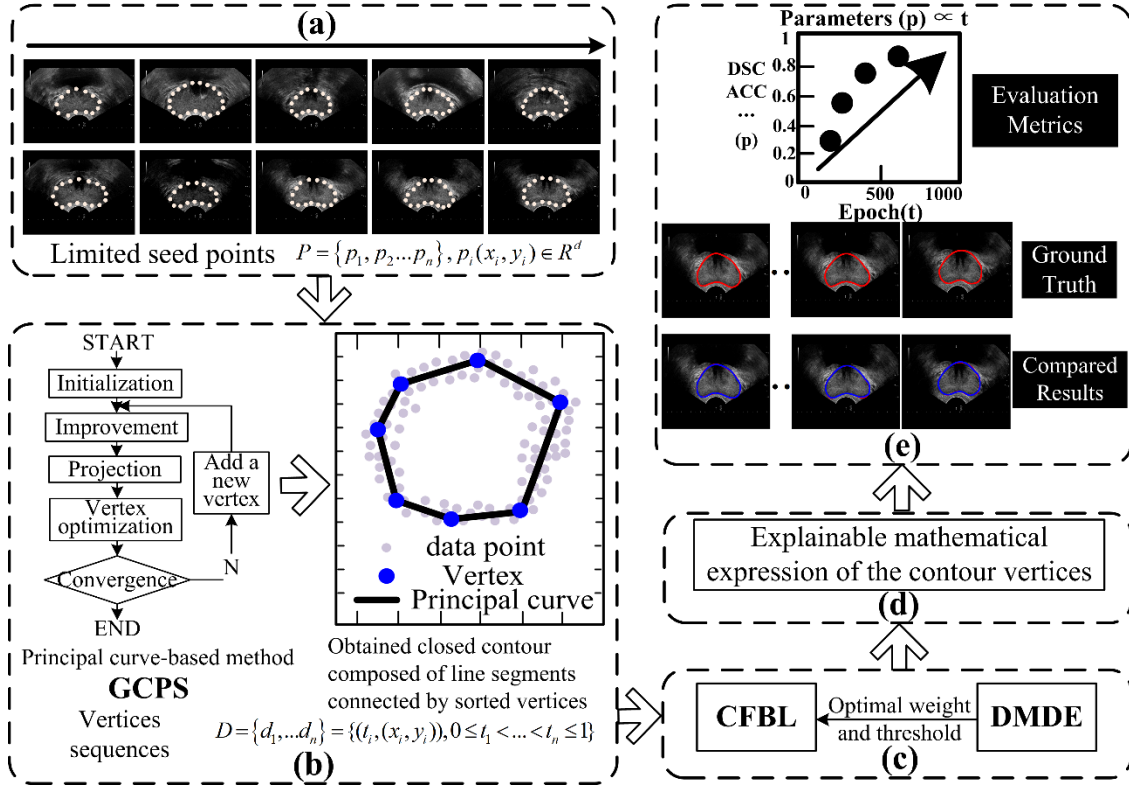 (a)
Limited seed points P = {p₁, p₂...pₙ}, pᵢ(xᵢ, yᵢ) ∈ Rᵈ
START
Initialization
Improvement
Projection
Vertex
optimization
Convergence
END
N
Add a
new
vertex
Principal curve-based method
GCPS
Vertices
sequences
data point
Vertex
Principal curve
Obtained closed contour
composed of line segments
connected by sorted vertices
D = {d₁,...dₙ} = {(tᵢ,(xᵢ, yᵢ)), 0 ≤ t₁ < ... < tₙ ≤ 1}
(b)
CFBL
Optimal weight
and threshold
DMDE
(c)
Explainable mathematical
expression of the contour vertices
(d)
Parameters (p) ∝ t
1
0.8
0.6
0.4
0.2
0
DSC
ACC
...
(p)
500
1000
Epoch(t)
Evaluation
Metrics
Ground
Truth
Compared
Results
(e)